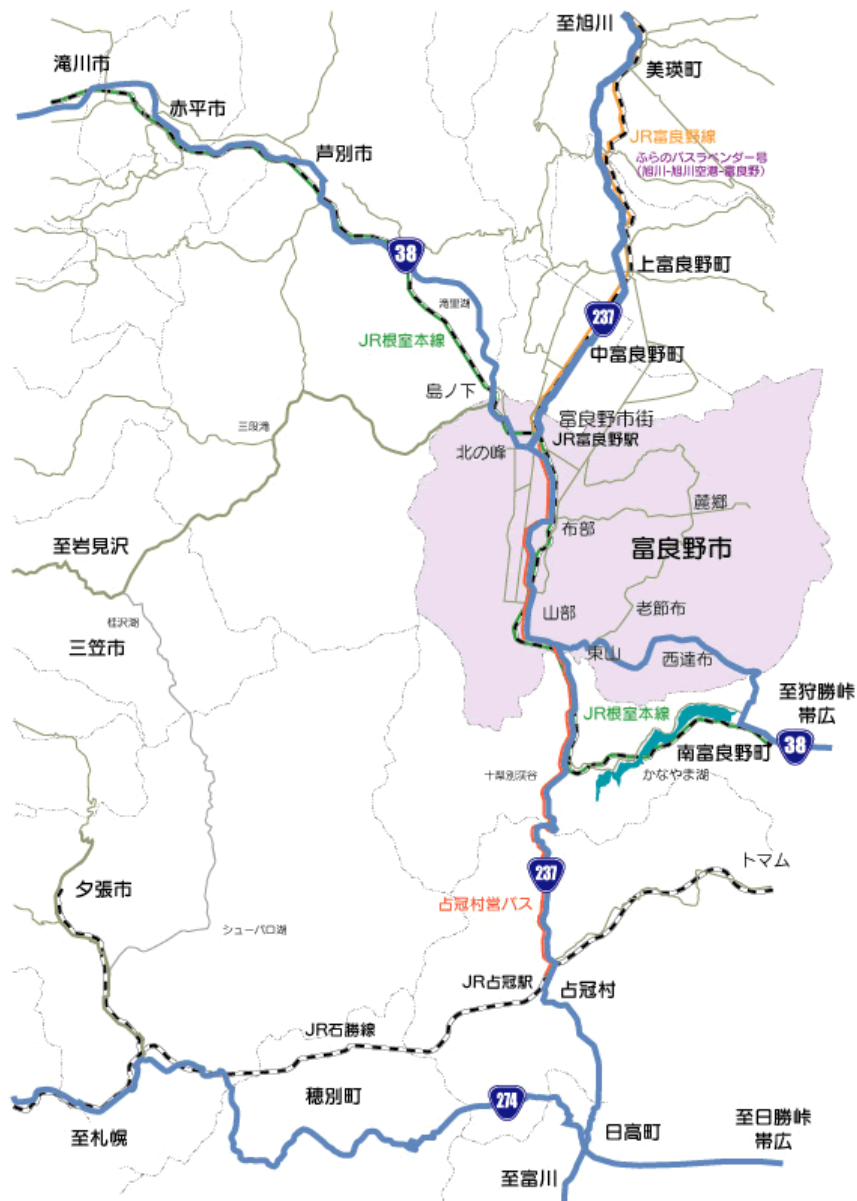 至旭川
滝川市
美瑛町
赤平市
JR富良野線
芦別市
ふらのバスラベンダー号
(旭川-旭川空港-富良野)
38
上富良野町
滝里湖
237
JR根室本線
中富良野町
島ノ下
富良野市街
三段滝
JR富良野駅
北の峰
麓郷
布部
至岩見沢
富良野市
山部
老節布
桂沢湖
三笠市
東山
西達布
至狩勝峠
帯広
JR根室本線
38
南富良野町
かなやま湖
トマム
237
夕張市
占冠村営バス
シューパロ湖
JR占冠駅
占冠村
JR石勝線
穂別町
274
至札幌
日高町
至日勝峠
帯広
至富川